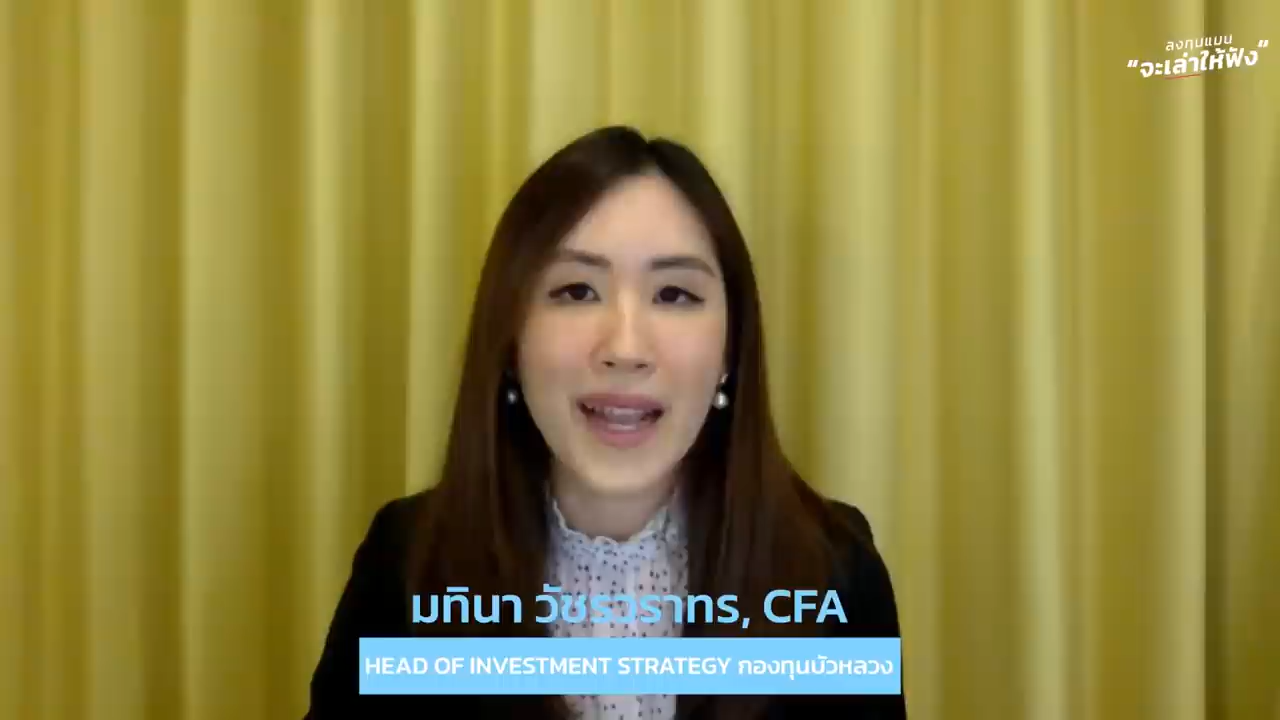 ลงทุนแมน
“จะเล่าให้ฟัง”
มทินา วัชรวราทร, CFA
HEAD OF INVESTMENT STRATEGY กองทุนบัวหลวง